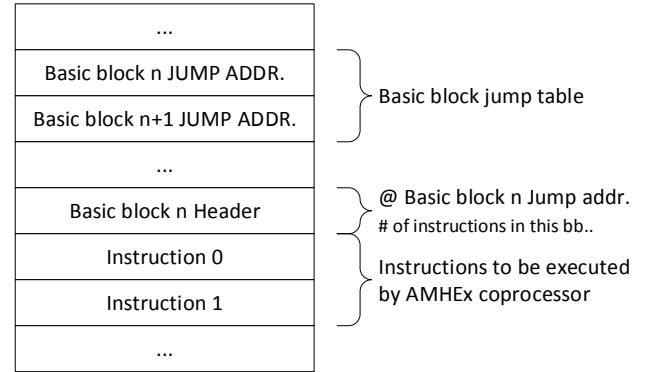 ...
Basic block n JUMP ADDR.
Basic block n+1 JUMP ADDR.
Basic block jump table
...
Basic block n Header
@ Basic block n Jump addr.
# of instructions in this bb..
Instruction 0
Instruction 1
Instructions to be executed
by AMHEx coprocessor
...